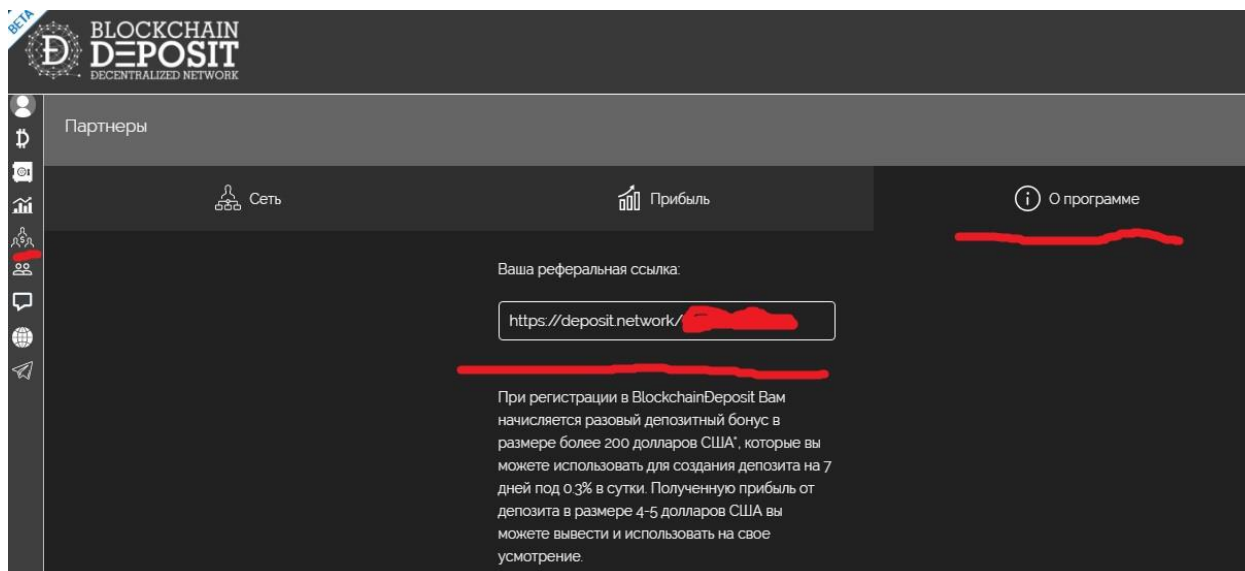 BETA
BLOCKCHAIN
DΞPOSIT
DECENTRALIZED NETWORK
Партнеры
Сеть
Прибыль
О программе
Ваша реферальная ссылка:
https://deposit.network/
При регистрации в BlockchainĐeposit Вам
начисляется разовый депозитный бонус в
размере более 200 долларов США*, которые вы
можете использовать для создания депозита на 7
дней под 0.3% в сутки. Полученную прибыль от
депозита в размере 4-5 долларов США вы
можете вывести и использовать на свое
усмотрение.